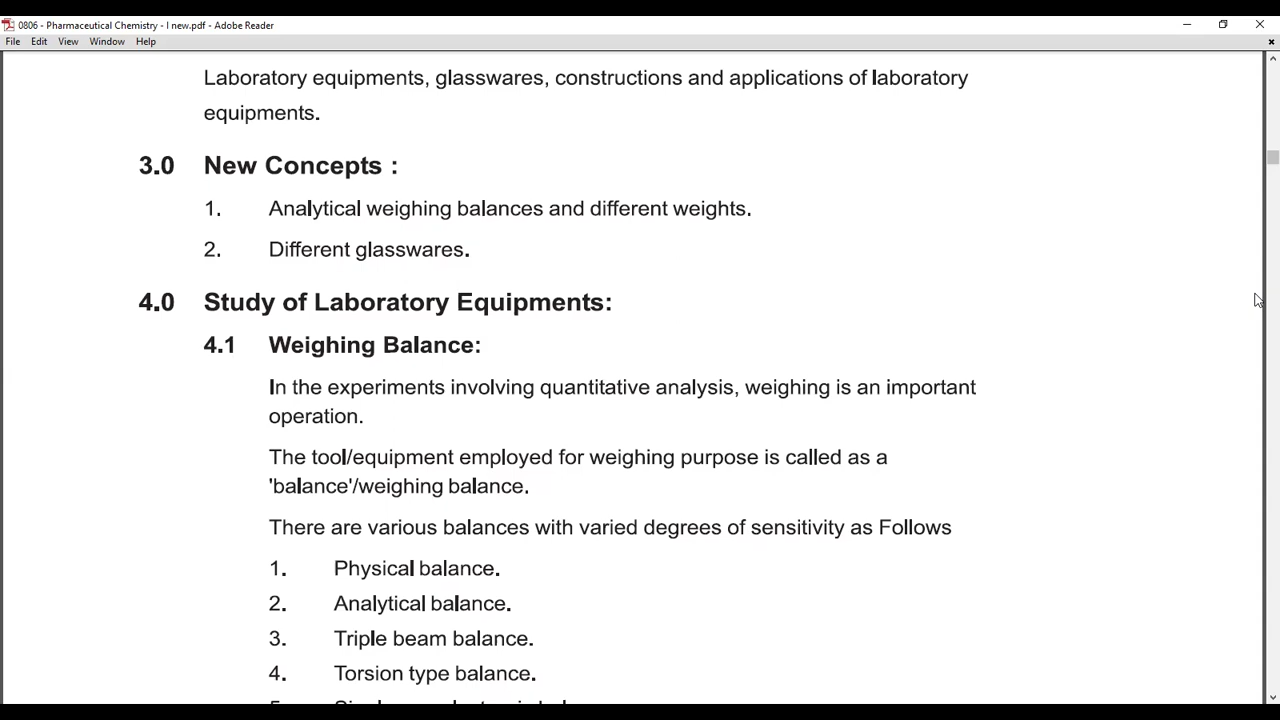 0806 - Pharmaceutical Chemistry - I new.pdf - Adobe Reader
File Edit View Window Help
Laboratory equipments, glasswares, constructions and applications of laboratory
equipments.
3.0 New Concepts :
1. Analytical weighing balances and different weights.
2. Different glasswares.
4.0 Study of Laboratory Equipments:
4.1 Weighing Balance:
In the experiments involving quantitative analysis, weighing is an important
operation.
The tool/equipment employed for weighing purpose is called as a
'balance'/weighing balance.
There are various balances with varied degrees of sensitivity as Follows
1. Physical balance.
2. Analytical balance.
3. Triple beam balance.
4. Torsion type balance.